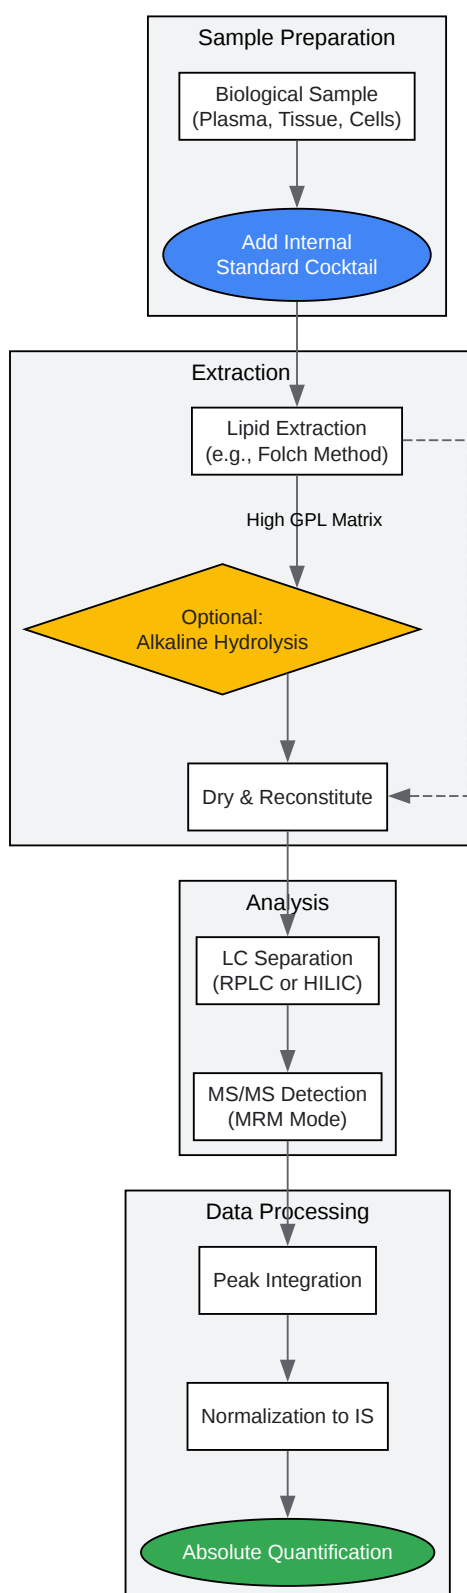 Sample Preparation
Biological Sample
(Plasma, Tissue, Cells)
Add Internal
Standard Cocktail
Extraction
Lipid Extraction
(e.g., Folch Method)
High GPL Matrix
Optional:
Alkaline Hydrolysis
Dry & Reconstitute
Analysis
LC Separation
(RPLC or HILIC)
MS/MS Detection
(MRM Mode)
Data Processing
Peak Integration
Normalization to IS
Absolute Quantification